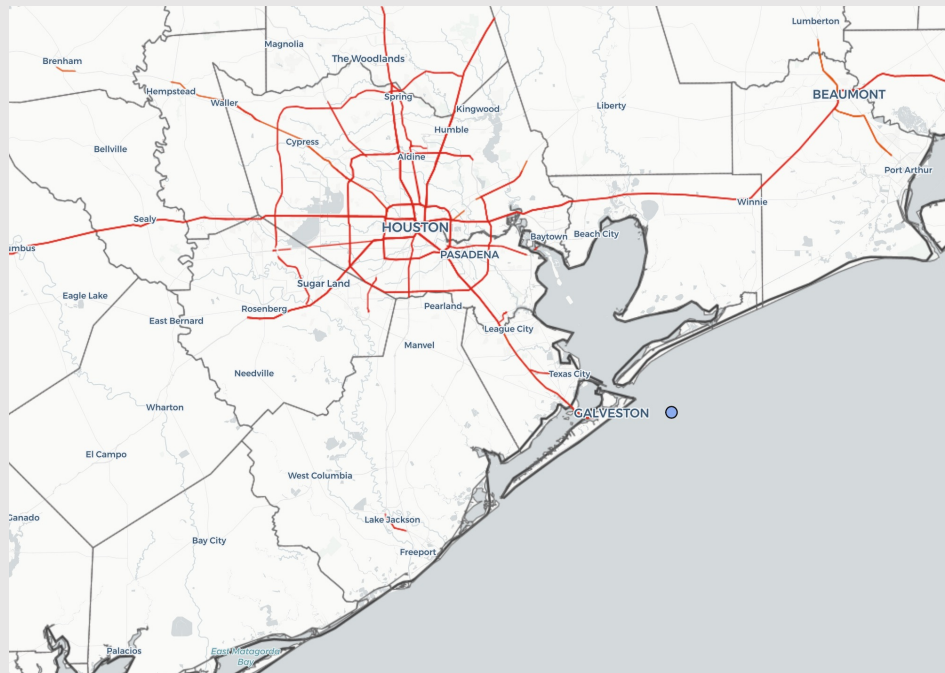 Lumberton
Magnolia
Brenham
The Woodlands
Hempstead
BEAUMONT
Spring
Waller
Kingwood
Liberty
Humble
Cypress
Bellville
Aldine
Port Arthur
Winnie
Sealy
HOUSTON
Baytown
Beach City
umbus
PASADENA
Sugar Land
Eagle Lake
Pearland
Rosenberg
East Bernard
League City
Manvel
Needville
Texas City
Wharton
GALVESTON
El Campo
West Columbia
Ganado
Lake Jackson
Bay City
Freeport
Palacios
East Matagorda
Bay